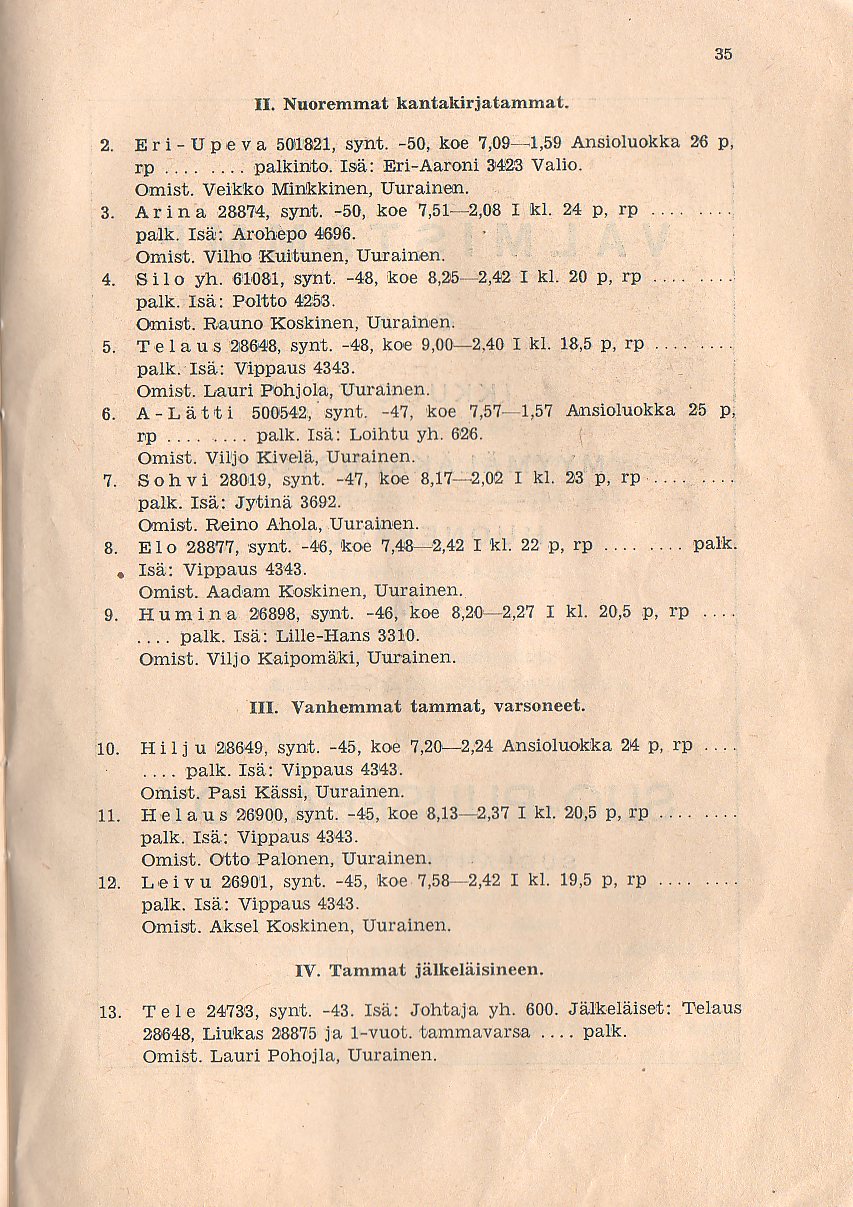 35
II. Nuoremmat kantakirjatammat.
2. Eri-Upeva 501821, synt. -50, koe 7,09—1,59 Ansioluokka 26 p,
rp ........ palkinto. Isä: Eri-Aaroni 3423 Valio.
Omist. Veikko Minkkinen, Uurainen.
3. Arina 28874, synt. -50, koe 7,51—2,08 I kl. 24 p, rp ........
palk. Isä: Arohepo 4696.
Omist. Vilho Kuitunen, Uurainen.
4. Silo yh. 61081, synt. -48, koe 8,25—2,42 I kl. 20 p, rp ........
palk. Isä: Poltto 4253.
Omist. Rauno Koskinen, Uurainen.
5. Telaus 28648, synt. -48, koe 9,00—2,40 I kl. 18,5 p, rp ........
palk. Isä: Vippaus 4343.
Omist. Lauri Pohjola, Uurainen.
6. A-Lätti 500542, synt. -47, koe 7,57—1,57 Ansioluokka 25 p,
rp ........ palk. Isä: Loihtu yh. 626.
Omist. Viljo Kivelä, Uurainen.
7. Sohvi 28019, synt. -47, koe 8,17—2,02 I kl. 23 p, rp ........
palk. Isä: Jytinä 3692.
Omist. Reino Ahola, Uurainen.
8. Elo 28877, synt. -46, koe 7,48—2,42 I kl. 22 p, rp ........ palk.
Isä: Vippaus 4343.
Omist. Aadam Koskinen, Uurainen.
9. Humina 26898, synt. -46, koe 8,20—2,27 I kl. 20,5 p, rp ....
.... palk. Isä: Lille-Hans 3310.
Omist. Viljo Kaipomäki, Uurainen.
III. Vanhemmat tammat, varsoneet.
10. Hilju 28649, synt. -45, koe 7,20—2,24 Ansioluokka 24 p, rp ....
.... palk. Isä: Vippaus 4343.
Omist. Pasi Kässi, Uurainen.
11. Helaus 26900, synt. -45, koe 8,13—2,37 I kl. 20,5 p, rp ........
palk. Isä: Vippaus 4343.
Omist. Otto Palonen, Uurainen.
12. Leivu 26901, synt. -45, koe 7,58—2,42 I kl. 19,5 p, rp ........
palk. Isä: Vippaus 4343.
Omist. Aksel Koskinen, Uurainen.
IV. Tammat jälkeläisineen.
13. Tele 24733, synt. -43. Isä: Johtaja yh. 600. Jälkeläiset: Telaus
28648, Liukas 28875 ja 1-vuot. tammavarsa .... palk.
Omist. Lauri Pohojla, Uurainen.